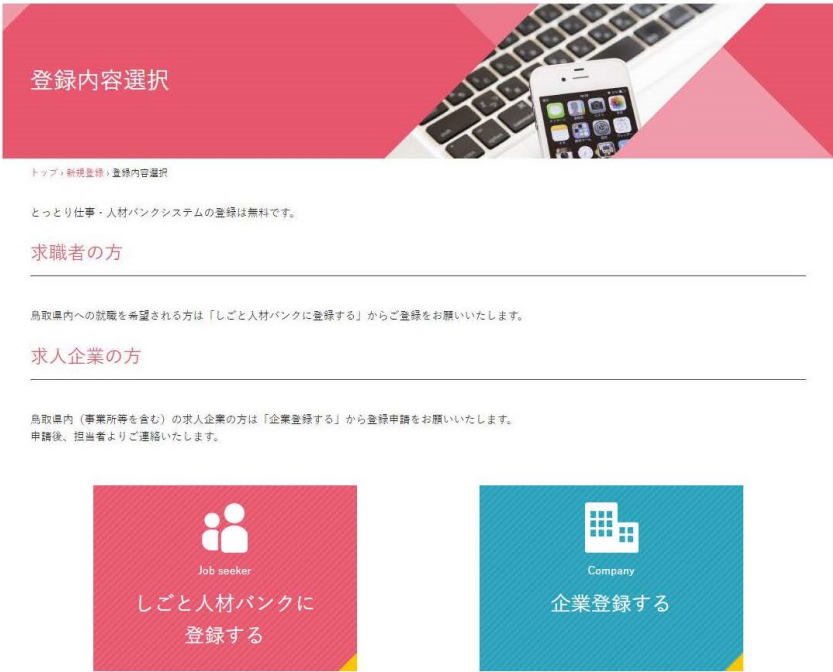 登録内容選択
トップ › 新規登録 › 登録内容選択
とっとり仕事・人材バンクシステムの登録は無料です。
求職者の方
鳥取県内への就職を希望される方は「しごと人材バンクに登録する」からご登録をお願いいたします。
求人企業の方
鳥取県内（事業所等を含む）の求人企業の方は「企業登録する」から登録申請をお願いいたします。
申請後、担当者よりご連絡いたします。
Job seeker
しごと人材バンクに
登録する
Company
企業登録する